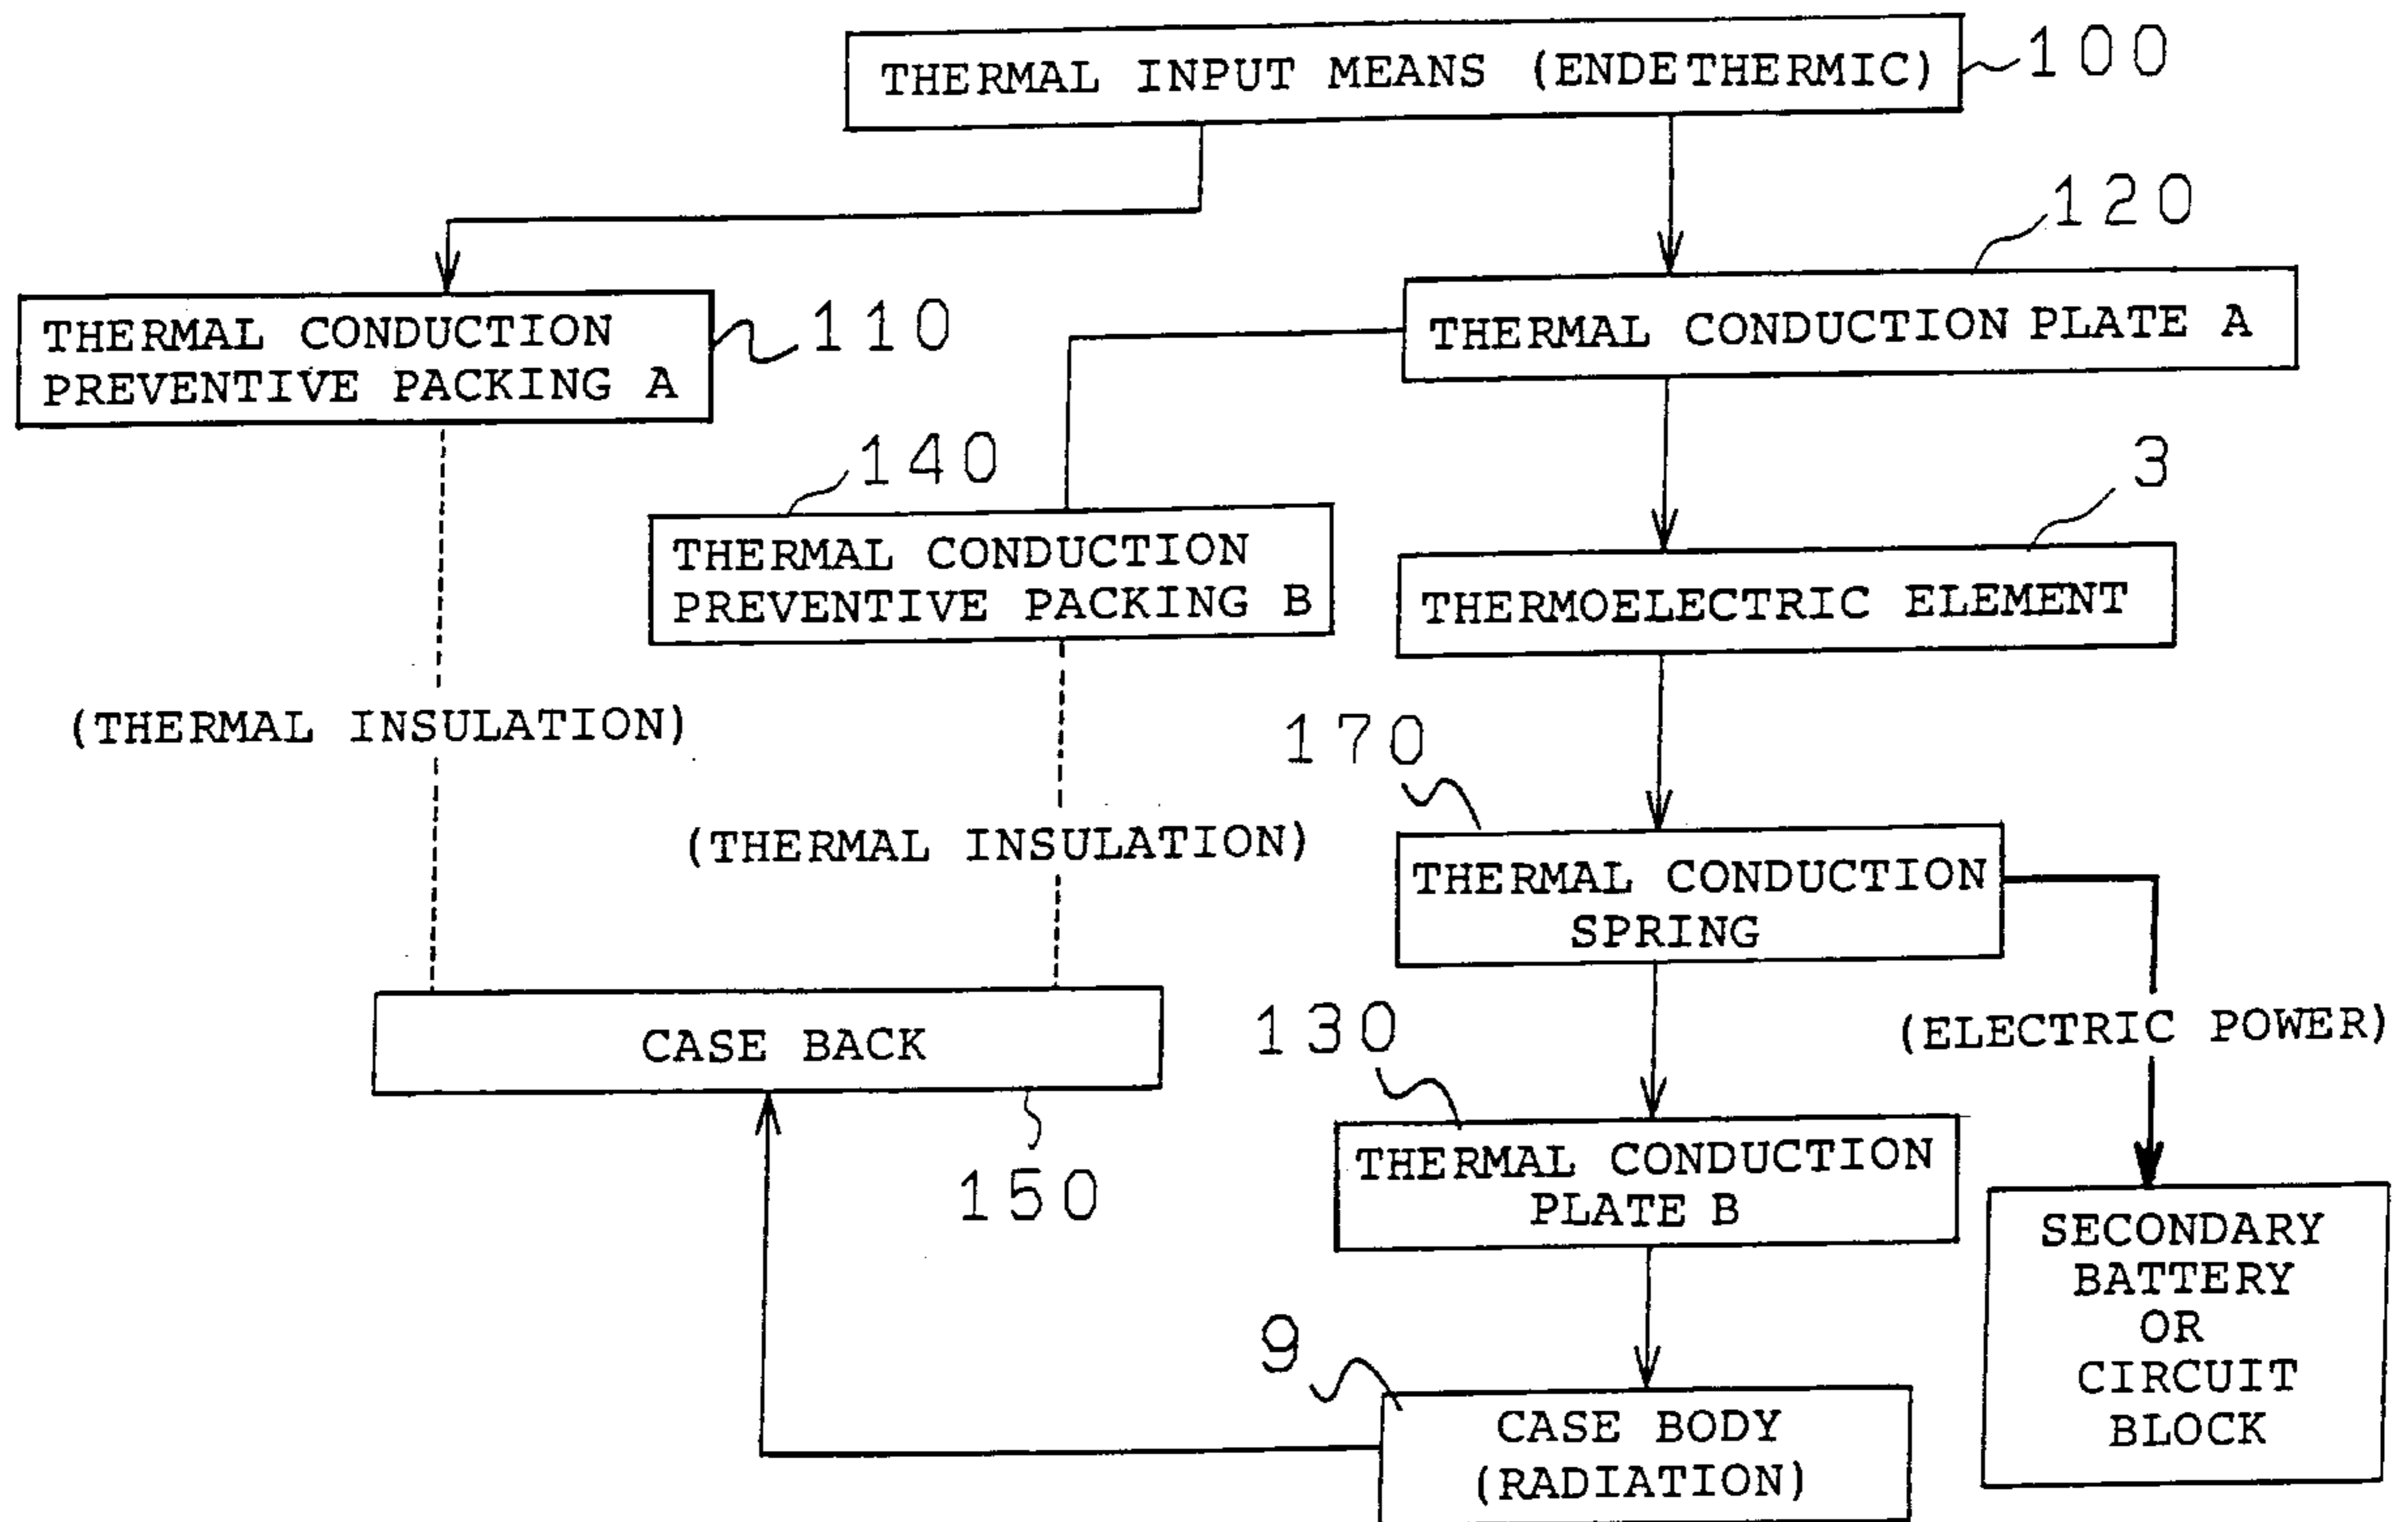 THERMAL INPUT MEANS (ENDETHERMIC)
100
120
THERMAL CONDUCTION
PREVENTIVE PACKING A
110
THERMAL CONDUCTION PLATE A
140
3
THERMAL CONDUCTION
PREVENTIVE PACKING B
THERMOELECTRIC ELEMENT
(THERMAL INSULATION)
170
(THERMAL INSULATION)
THERMAL CONDUCTION
SPRING
CASE BACK
130
(ELECTRIC POWER)
150
THERMAL CONDUCTION
PLATE B
SECONDARY
BATTERY
OR
CIRCUIT
BLOCK
9
CASE BODY
(RADIATION)